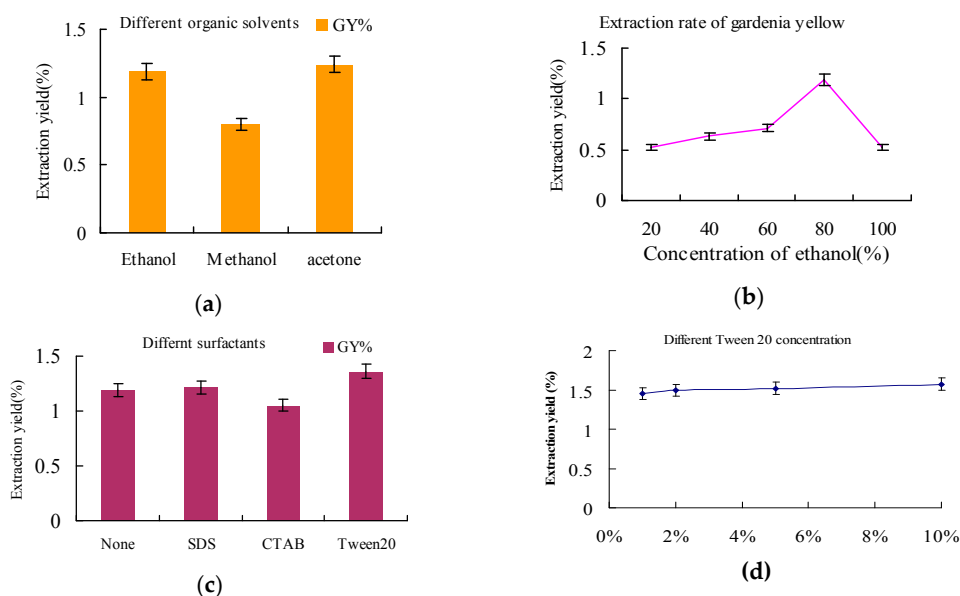 Different organic solvents
GY%
1.5
1
0.5
0
Extraction yield(%)
Ethanol Methanol acetone
(a)
Extraction rate of gardenia yellow
1.5
1
0.5
0
Extraction yield(%)
20 40 60 80 100
Concentration of ethanol(%)
(b)
Differnt surfactants
GY%
1.5
1
0.5
0
Extraction yield(%)
None SDS CTAB Tween20
(c)
Different Tween 20 concentration
2
1.5
1
0.5
0
Extraction yield (%)
0% 2% 4% 6% 8% 10%
(d)